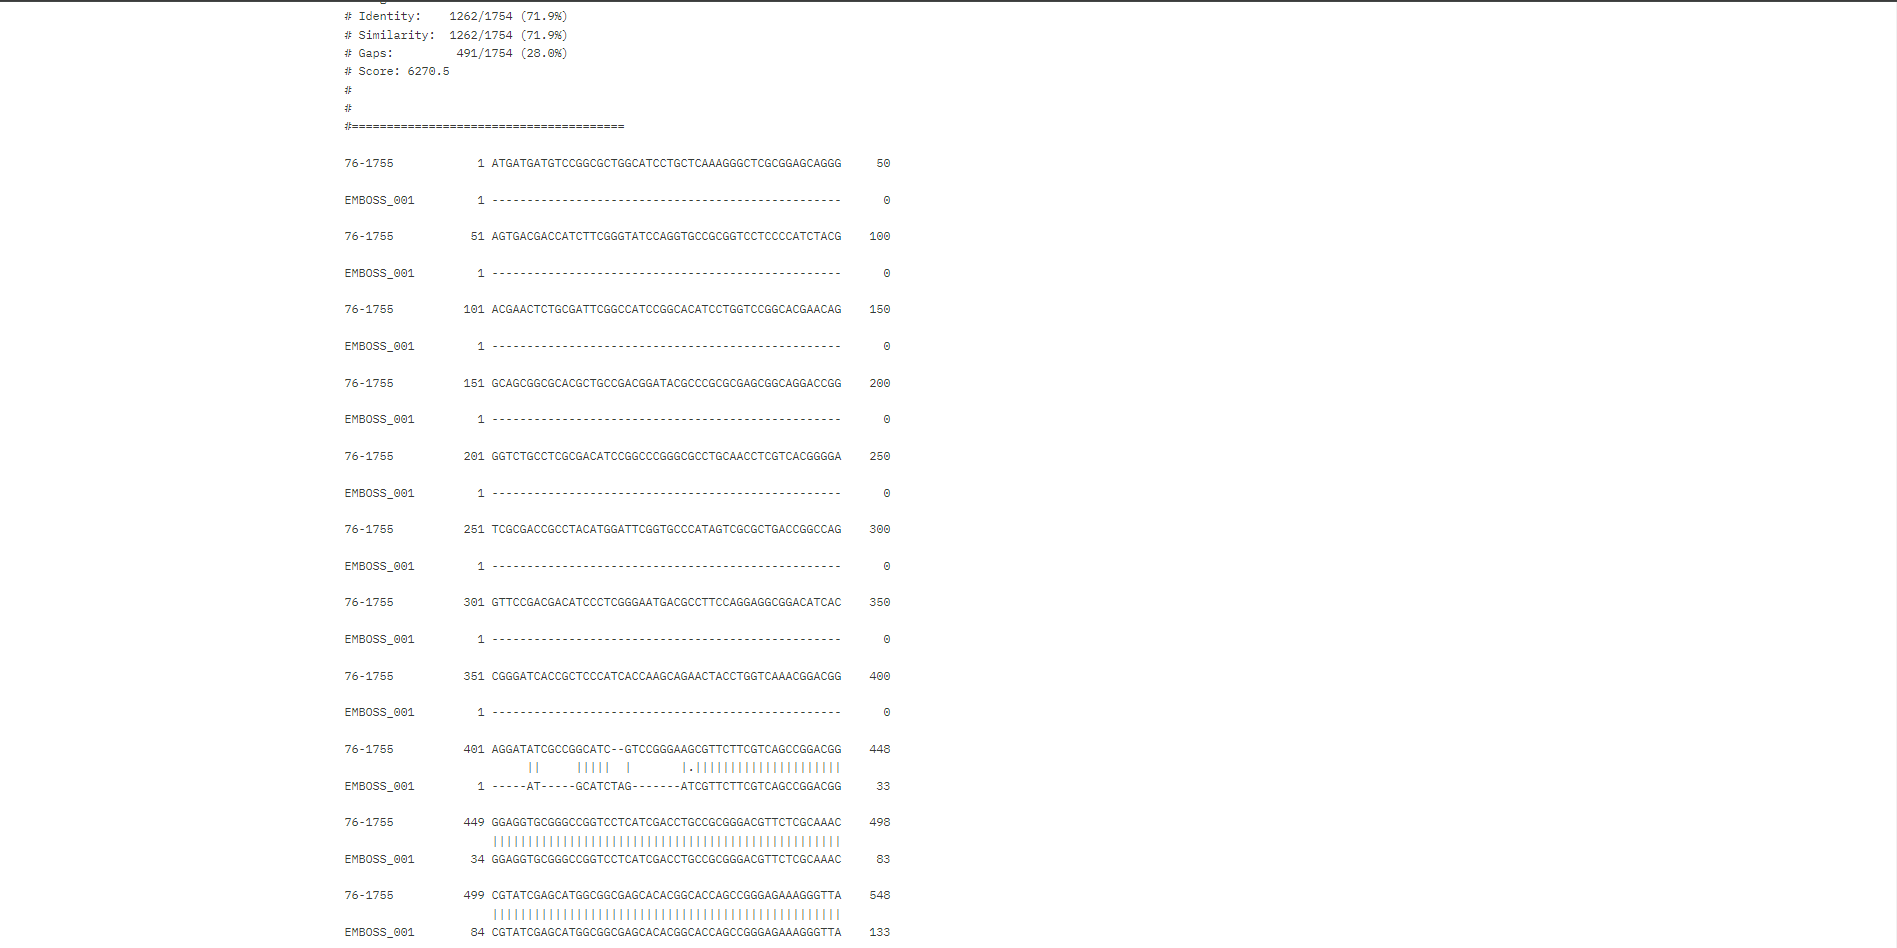 # Identity:    1262/1754 (71.9%)
# Similarity:  1262/1754 (71.9%)
# Gaps:         491/1754 (28.0%)
# Score: 6270.5
#
#
#=======================================
76-1755            1 ATGATGATGTCCGGCGCTGGCATCCTGCTCAAAGGGCTCGCGGAGCAGGG     50
EMBOSS_001         1 --------------------------------------------------      0
76-1755           51 AGTGACGACCATCTTCGGGTATCCAGGTGCCGCGGTCCTCCCCATCTACG    100
EMBOSS_001         1 --------------------------------------------------      0
76-1755          101 ACGAACTCTGCGATTCGGCCATCCGGCACATCCTGGTCCGGCACGAACAG    150
EMBOSS_001         1 --------------------------------------------------      0
76-1755          151 GCAGCGGCGCACGCTGCCGACGGATACGCCCGCGCGAGCGGCAGGACCGG    200
EMBOSS_001         1 --------------------------------------------------      0
76-1755          201 GGTCTGCCTCGCGACATCCGGCCCGGGCGCCTGCAACCTCGTCACGGGGA    250
EMBOSS_001         1 --------------------------------------------------      0
76-1755          251 TCGCGACCGCCTACATGGATTCGGTGCCCATAGTCGCGCTGACCGGCCAG    300
EMBOSS_001         1 --------------------------------------------------      0
76-1755          301 GTTCCGACGACATCCCTCGGGAATGACGCCTTCCAGGAGGCGGACATCAC    350
EMBOSS_001         1 --------------------------------------------------      0
76-1755          351 CGGGATCACCGCTCCCATCACCAAGCAGAACTACCTGGTCAAACGGACGG    400
EMBOSS_001         1 --------------------------------------------------      0
76-1755          401 AGGATATCGCCGGCATC--GTCCGGGAAGCGTTCTTCGTCAGCCGGACGG    448
                          ||     |||||  |       |.|||||||||||||||||||||
EMBOSS_001         1 -----AT-----GCATCTAG-------ATCGTTCTTCGTCAGCCGGACGG     33
76-1755          449 GGAGGTGCGGGCCGGTCCTCATCGACCTGCCGCGGGACGTTCTCGCAAAC    498
                     ||||||||||||||||||||||||||||||||||||||||||||||||||
EMBOSS_001        34 GGAGGTGCGGGCCGGTCCTCATCGACCTGCCGCGGGACGTTCTCGCAAAC     83
76-1755          499 CGTATCGAGCATGGCGGCGAGCACACGGCACCAGCCGGGAGAAAGGGTTA    548
                     ||||||||||||||||||||||||||||||||||||||||||||||||||
EMBOSS_001        84 CGTATCGAGCATGGCGGCGAGCACACGGCACCAGCCGGGAGAAAGGGTTA    133